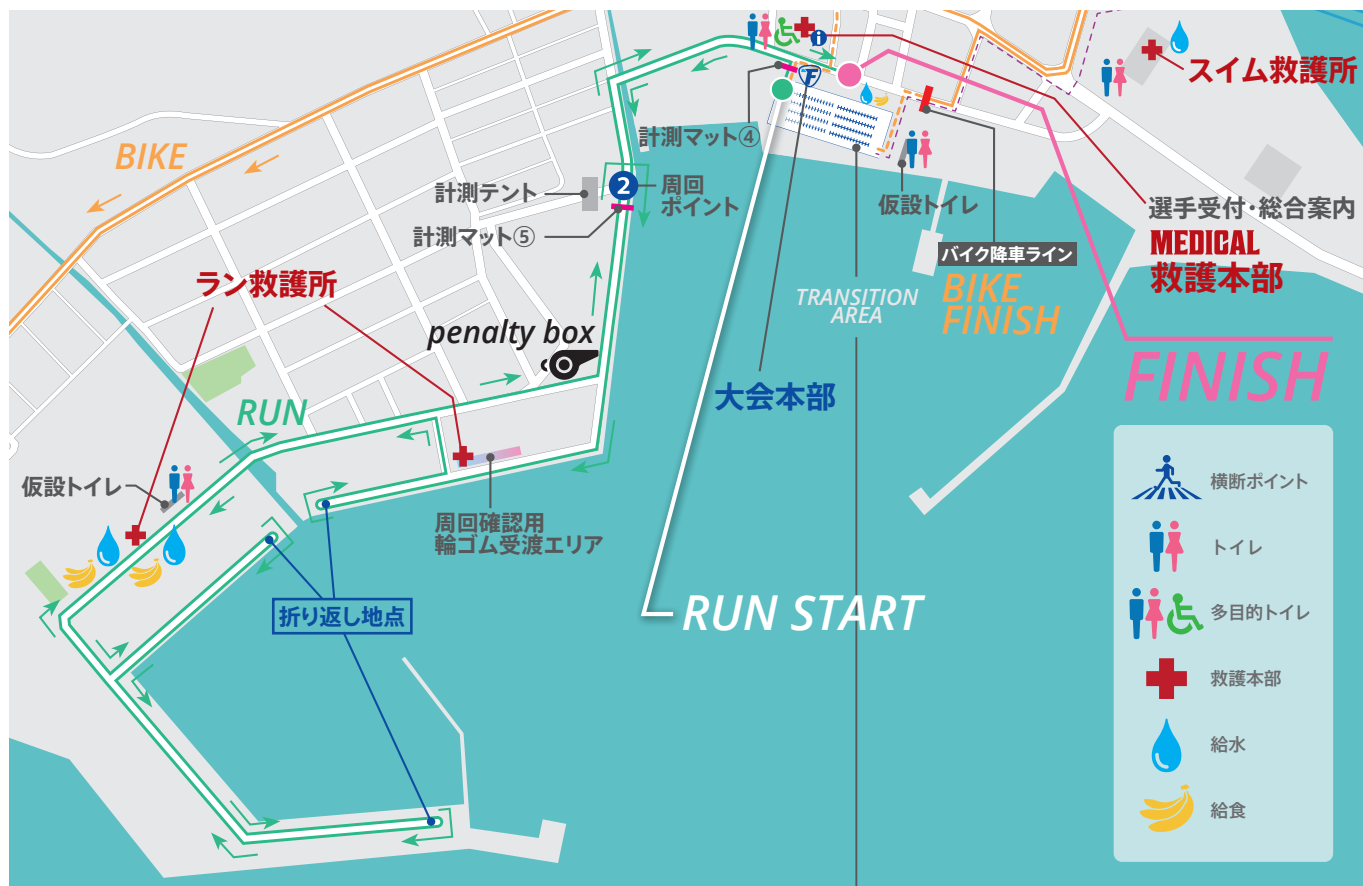 スイム救護所
計測マット④
BIKE
計測テント
2
周回
ポイント
仮設トイレ
選手受付・総合案内
計測マット⑤
MEDICAL
救護本部
バイク降車ライン
ラン救護所
BIKE
FINISH
TRANSITION
AREA
penalty box
FINISH
大会本部
RUN
仮設トイレ
周回確認用
輪ゴム受渡エリア
折り返し地点
RUN START
横断ポイント
トイレ
多目的トイレ
救護本部
給水
給食